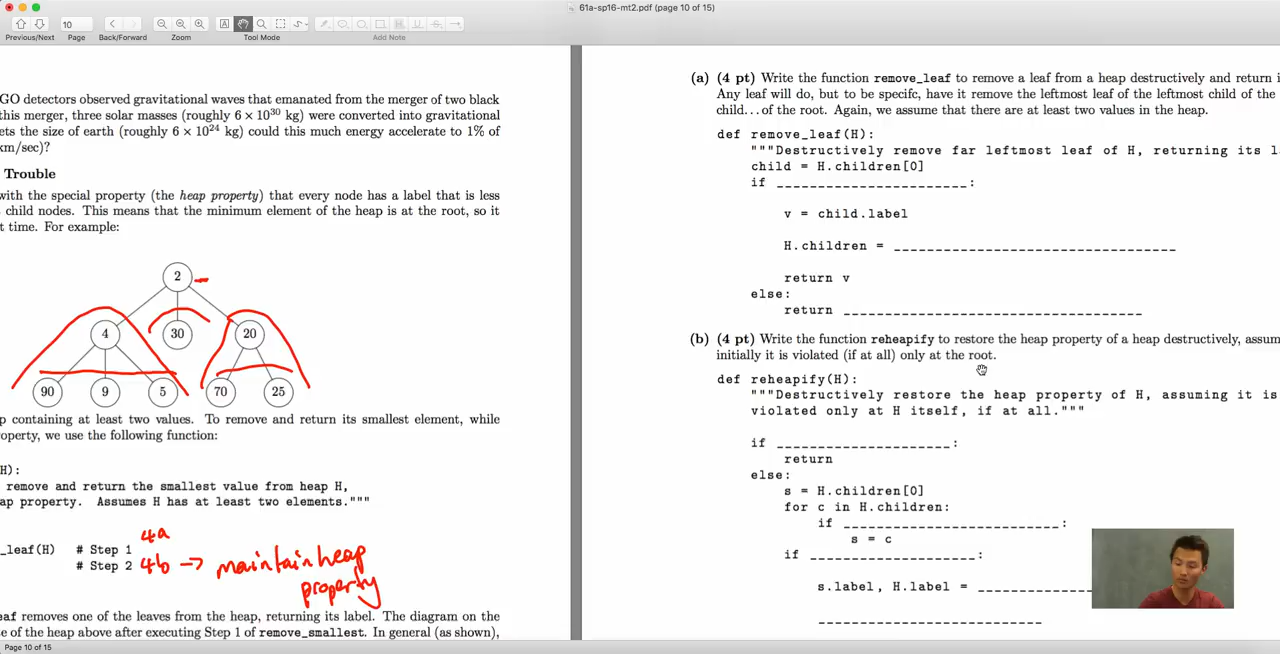 61a-sp16-mt2.pdf (page 10 of 15)
10
Previous/Next Page Back/Forward Zoom Tool Mode Add Note
GO detectors observed gravitational waves that emanated from the merger of two black
this merger, three solar masses (roughly 6 × 10^30 kg) were converted into gravitational
ets the size of earth (roughly 6 × 10^24 kg) could this much energy accelerate to 1% of
km/sec)?
Trouble
with the special property (the heap property) that every node has a label that is less
child nodes. This means that the minimum element of the heap is at the root, so it
t time. For example:
2
4 30 20
90 9 5 70 25
p containing at least two values. To remove and return its smallest element, while
operty, we use the following function:
H):
remove and return the smallest value from heap H,
ap property. Assumes H has at least two elements."""
4a
_leaf(H) # Step 1
# Step 2 4b → maintain heap
property
eaf removes one of the leaves from the heap, returning its label. The diagram on the
e of the heap above after executing Step 1 of remove_smallest. In general (as shown),
(a) (4 pt) Write the function remove_leaf to remove a leaf from a heap destructively and return i
Any leaf will do, but to be specifc, have it remove the leftmost leaf of the leftmost child of the
child...of the root. Again, we assume that there are at least two values in the heap.
def remove_leaf(H):
"""Destructively remove far leftmost leaf of H, returning its l
child = H.children[0]
if _______________________:
v = child.label
H.children = __________________________________
return v
else:
return ___________________________________
(b) (4 pt) Write the function reheapify to restore the heap property of a heap destructively, assum
initially it is violated (if at all) only at the root.
def reheapify(H):
"""Destructively restore the heap property of H, assuming it is
violated only at H itself, if at all."""
if _____________________:
return
else:
s = H.children[0]
for c in H.children:
if __________________________:
s = c
if ____________________:
s.label, H.label = ______________
___________________________
Page 10 of 15